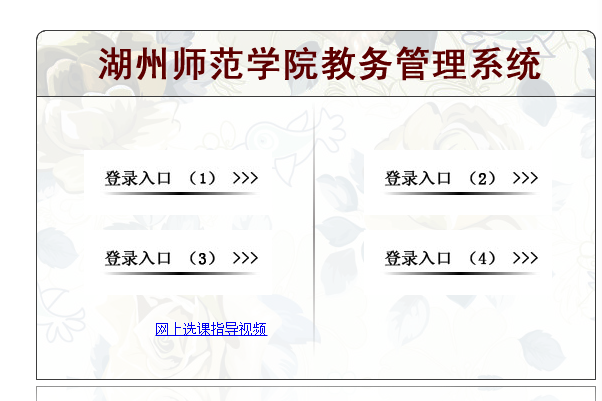 湖州师范学院教务管理系统
登录入口 （1） >>>
登录入口 （2） >>>
登录入口 （3） >>>
登录入口 （4） >>>
网上选课指导视频